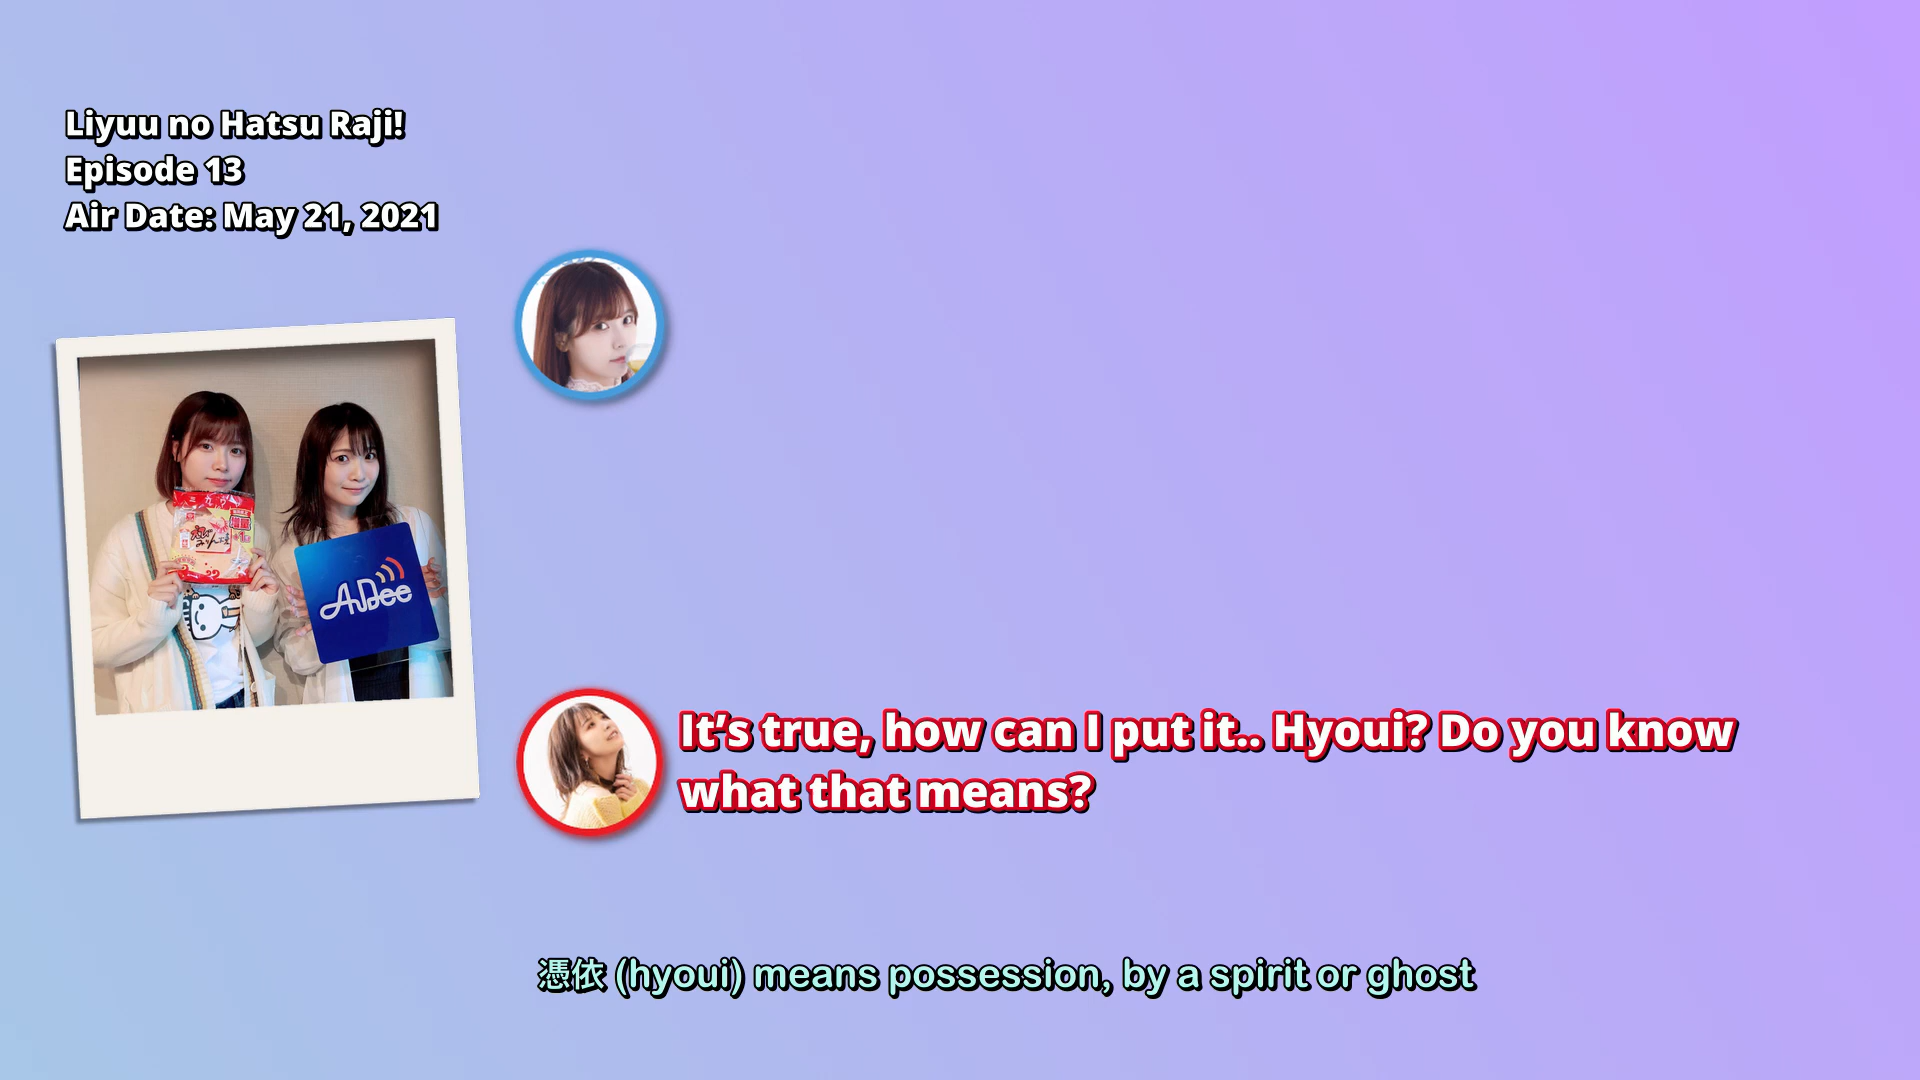 Liyuu no Hatsu Raji!
Episode 13
Air Date: May 21, 2021
ADee
It's true, how can I put it.. Hyoui? Do you know
what that means?
憑依 (hyoui) means possession, by a spirit or ghost